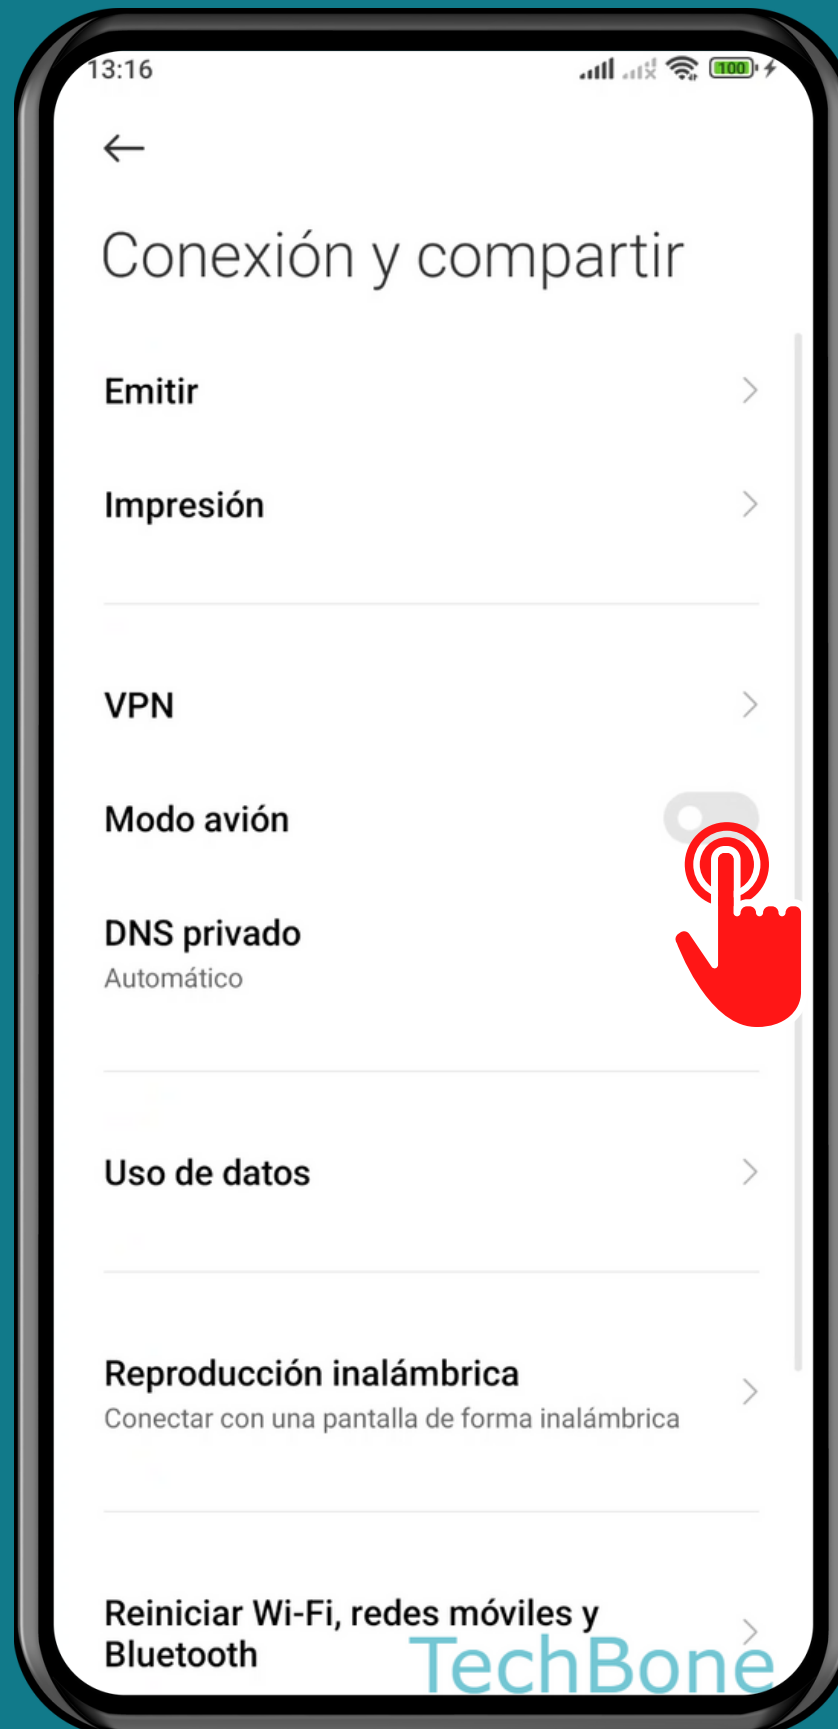 13:16
100
Conexión y compartir
Emitir
Impresión
VPN
Modo avión
DNS privado
Automático
Uso de datos
Reproducción inalámbrica
Conectar con una pantalla de forma inalámbrica
Reiniciar Wi-Fi, redes móviles y
Bluetooth
TechBone